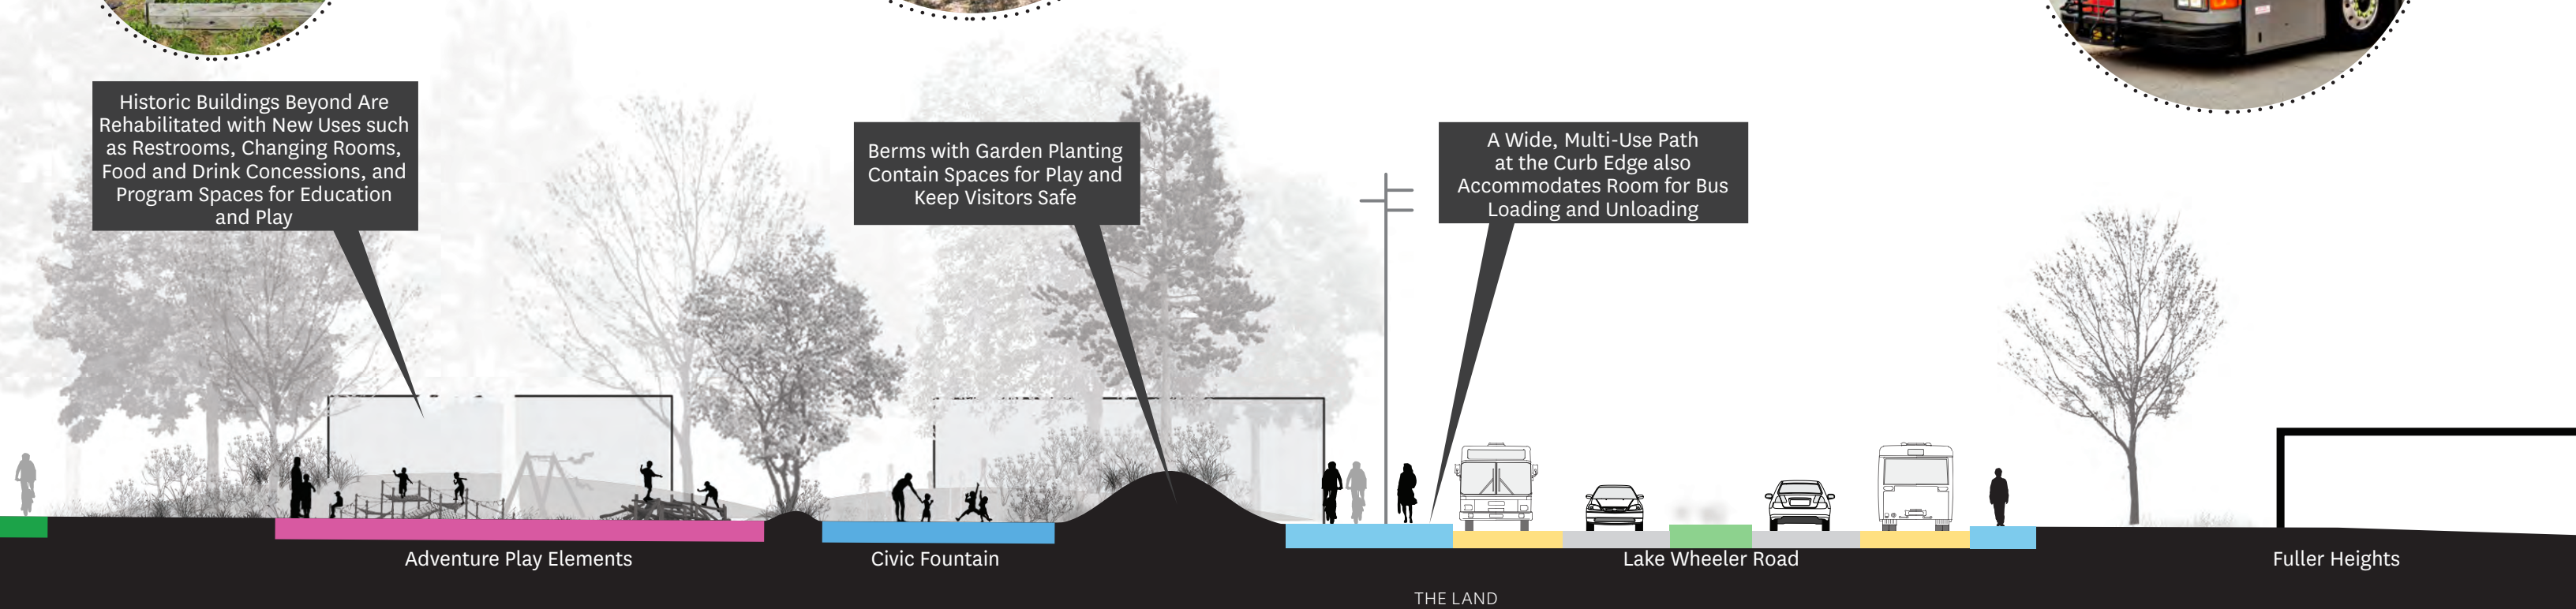 Historic Buildings Beyond Are
Rehabilitated with New Uses such
as Restrooms, Changing Rooms,
Food and Drink Concessions, and
Program Spaces for Education
and Play
Berms with Garden Planting
Contain Spaces for Play and
Keep Visitors Safe
A Wide, Multi-Use Path
at the Curb Edge also
Accommodates Room for Bus
Loading and Unloading
Adventure Play Elements
Civic Fountain
Lake Wheeler Road
Fuller Heights
THE LAND